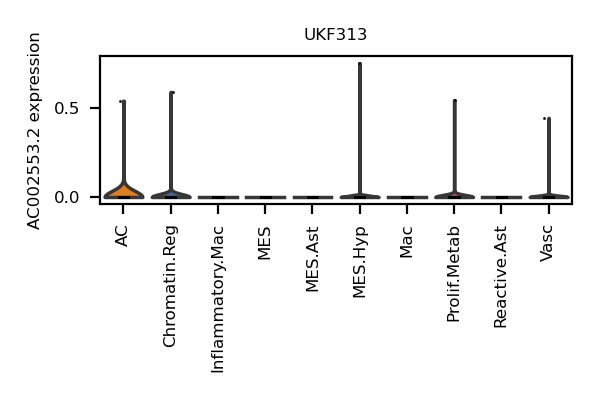 UKF313
AC002553.2 expression
0.5
0.0
AC
Chromatin.Reg
Inflammatory.Mac
MES
MES.Ast
MES.Hyp
Mac
Prolif.Metab
Reactive.Ast
Vasc